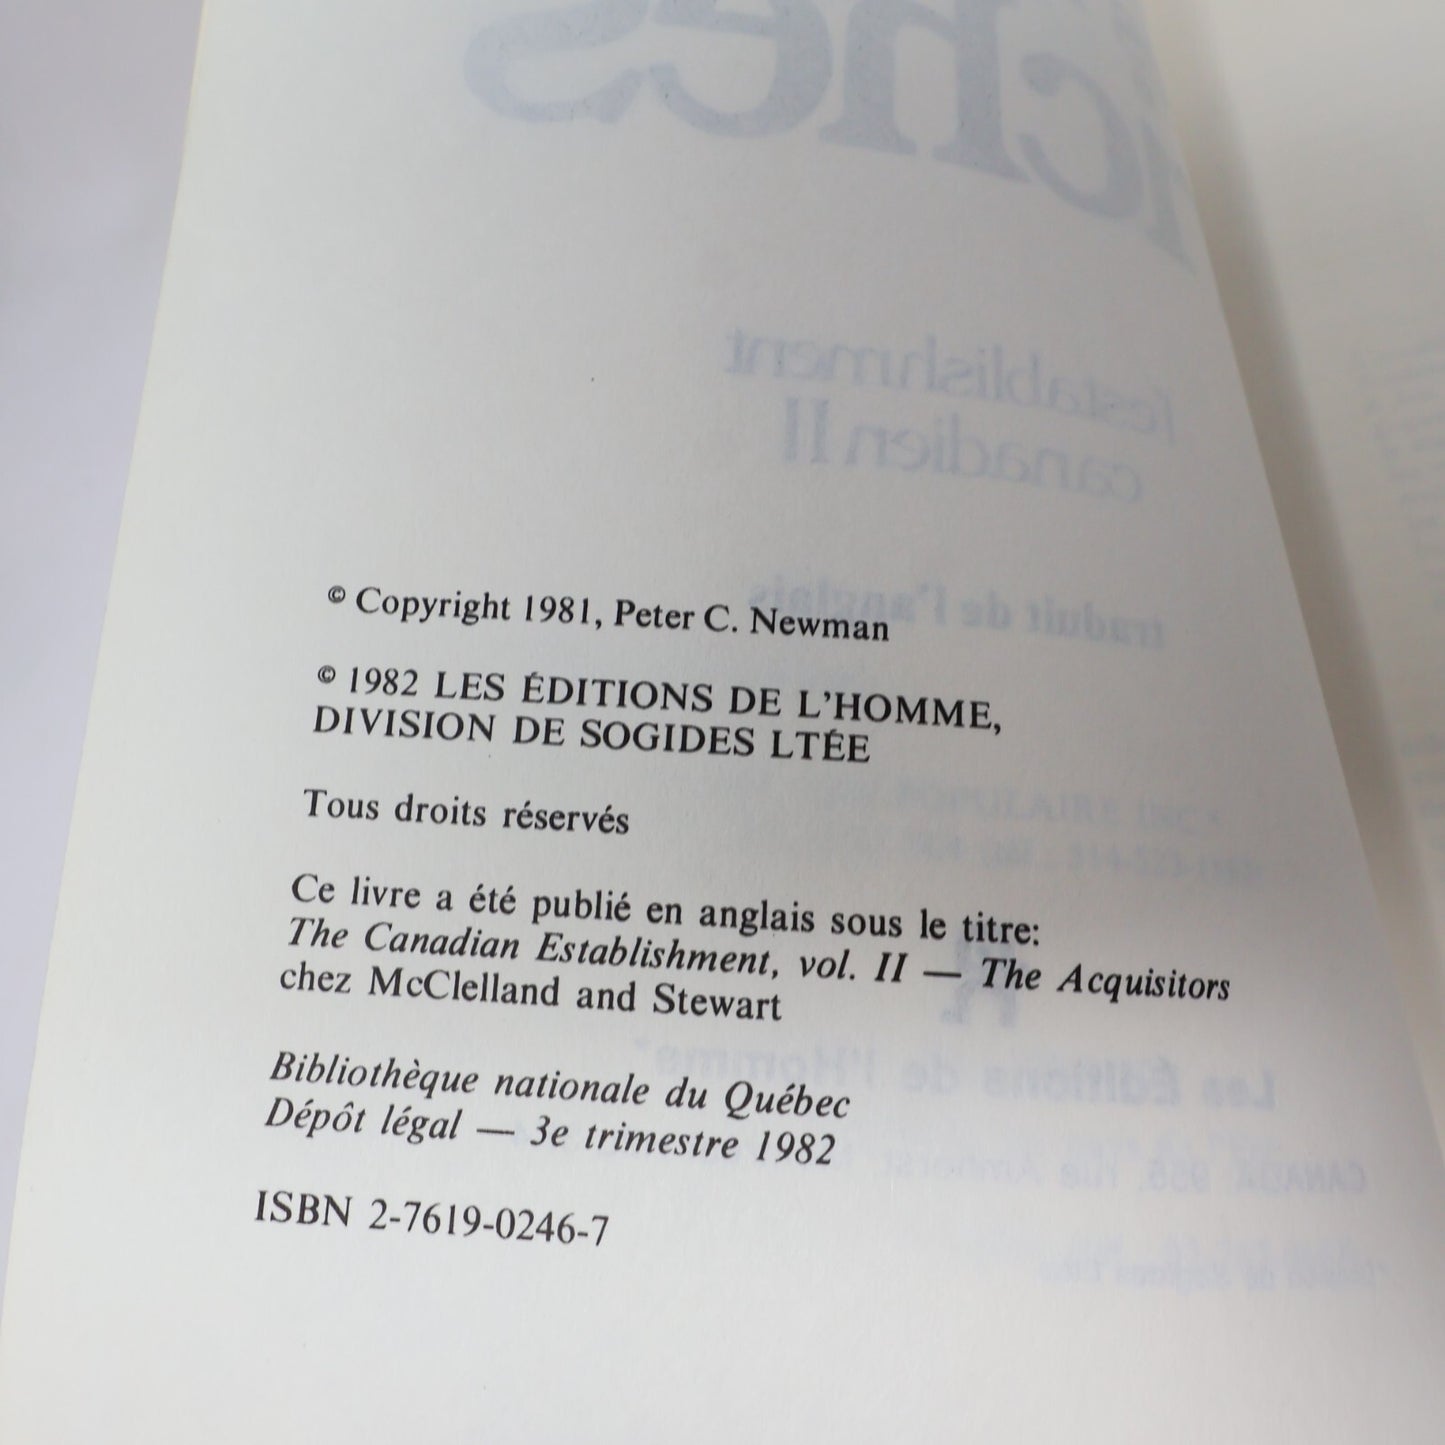 © Copyright 1981, Peter C. Newman
© 1982 LES ÉDITIONS DE L'HOMME,
DIVISION DE SOGIDES LTÉE
Tous droits réservés
Ce livre a été publié en anglais sous le titre:
The Canadian Establishment, vol. II — The Acquisitors
chez McClelland and Stewart
Bibliothèque nationale du Québec
Dépôt légal — 3e trimestre 1982
ISBN 2-7619-0246-7